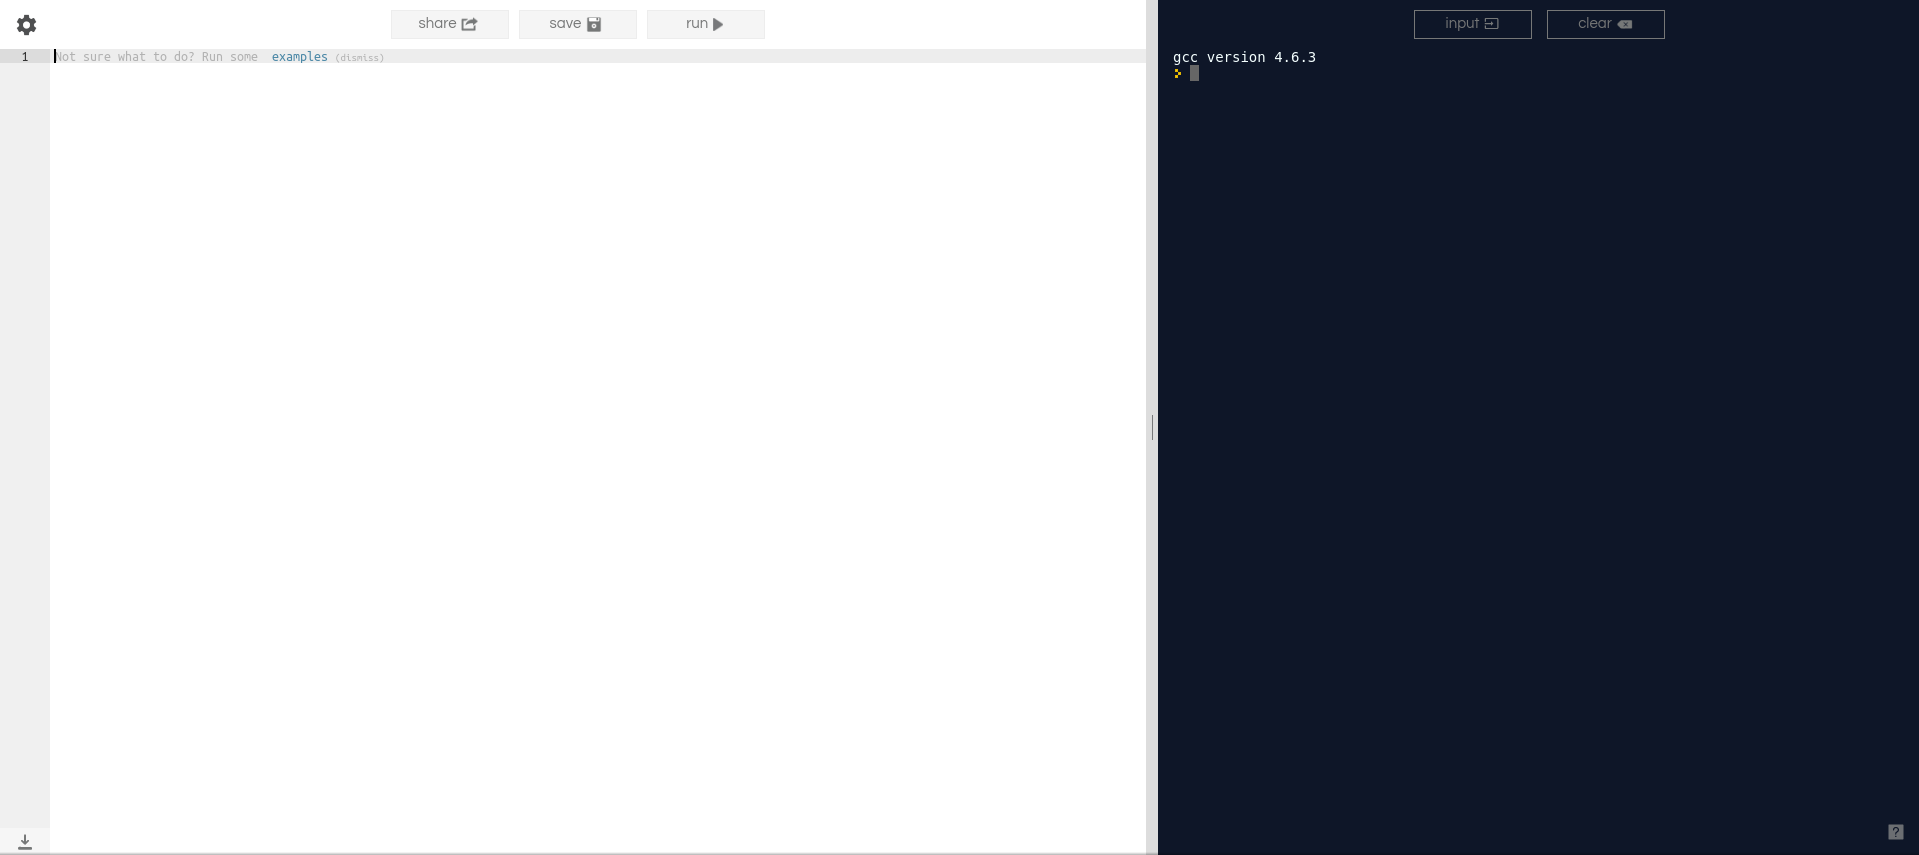 share save run input clear
1 Not sure what to do? Run some examples (dismiss)
gcc version 4.6.3
>
?